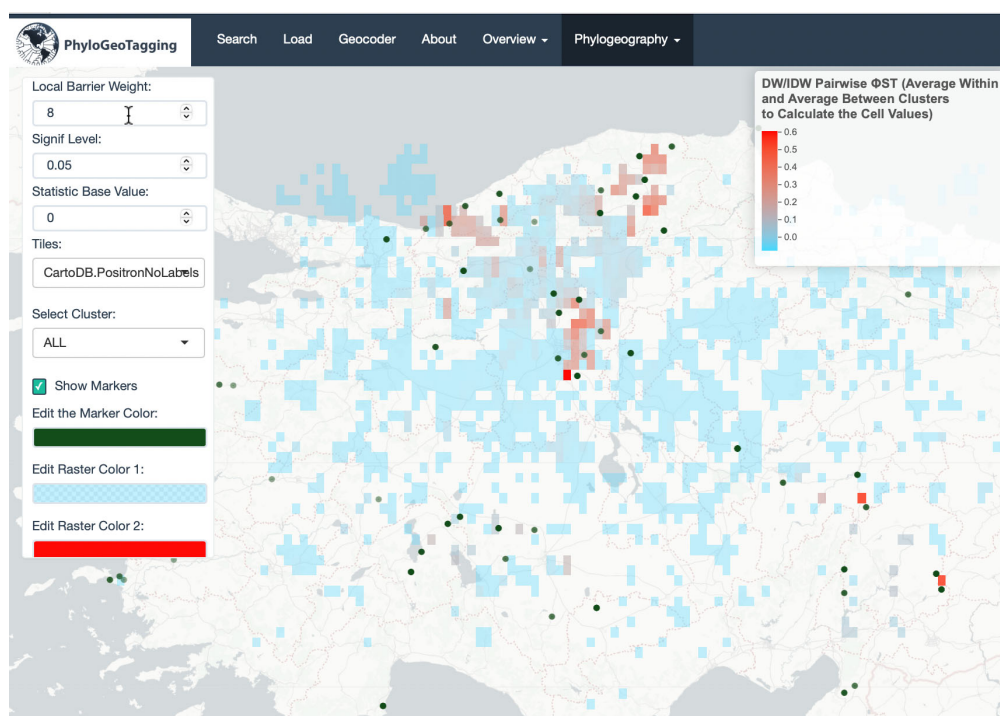 PhyloGeoTagging Search Load Geocoder About Overview Phylogeography
Local Barrier Weight:
8
Signif Level:
0.05
Statistic Base Value:
0
Tiles:
CartoDB.PositronNoLabels
Select Cluster:
ALL
Show Markers
Edit the Marker Color:
Edit Raster Color 1:
Edit Raster Color 2:
DW/IDW Pairwise ΦST (Average Within
and Average Between Clusters
to Calculate the Cell Values)
0.6
0.5
0.4
0.3
0.2
0.1
0.0